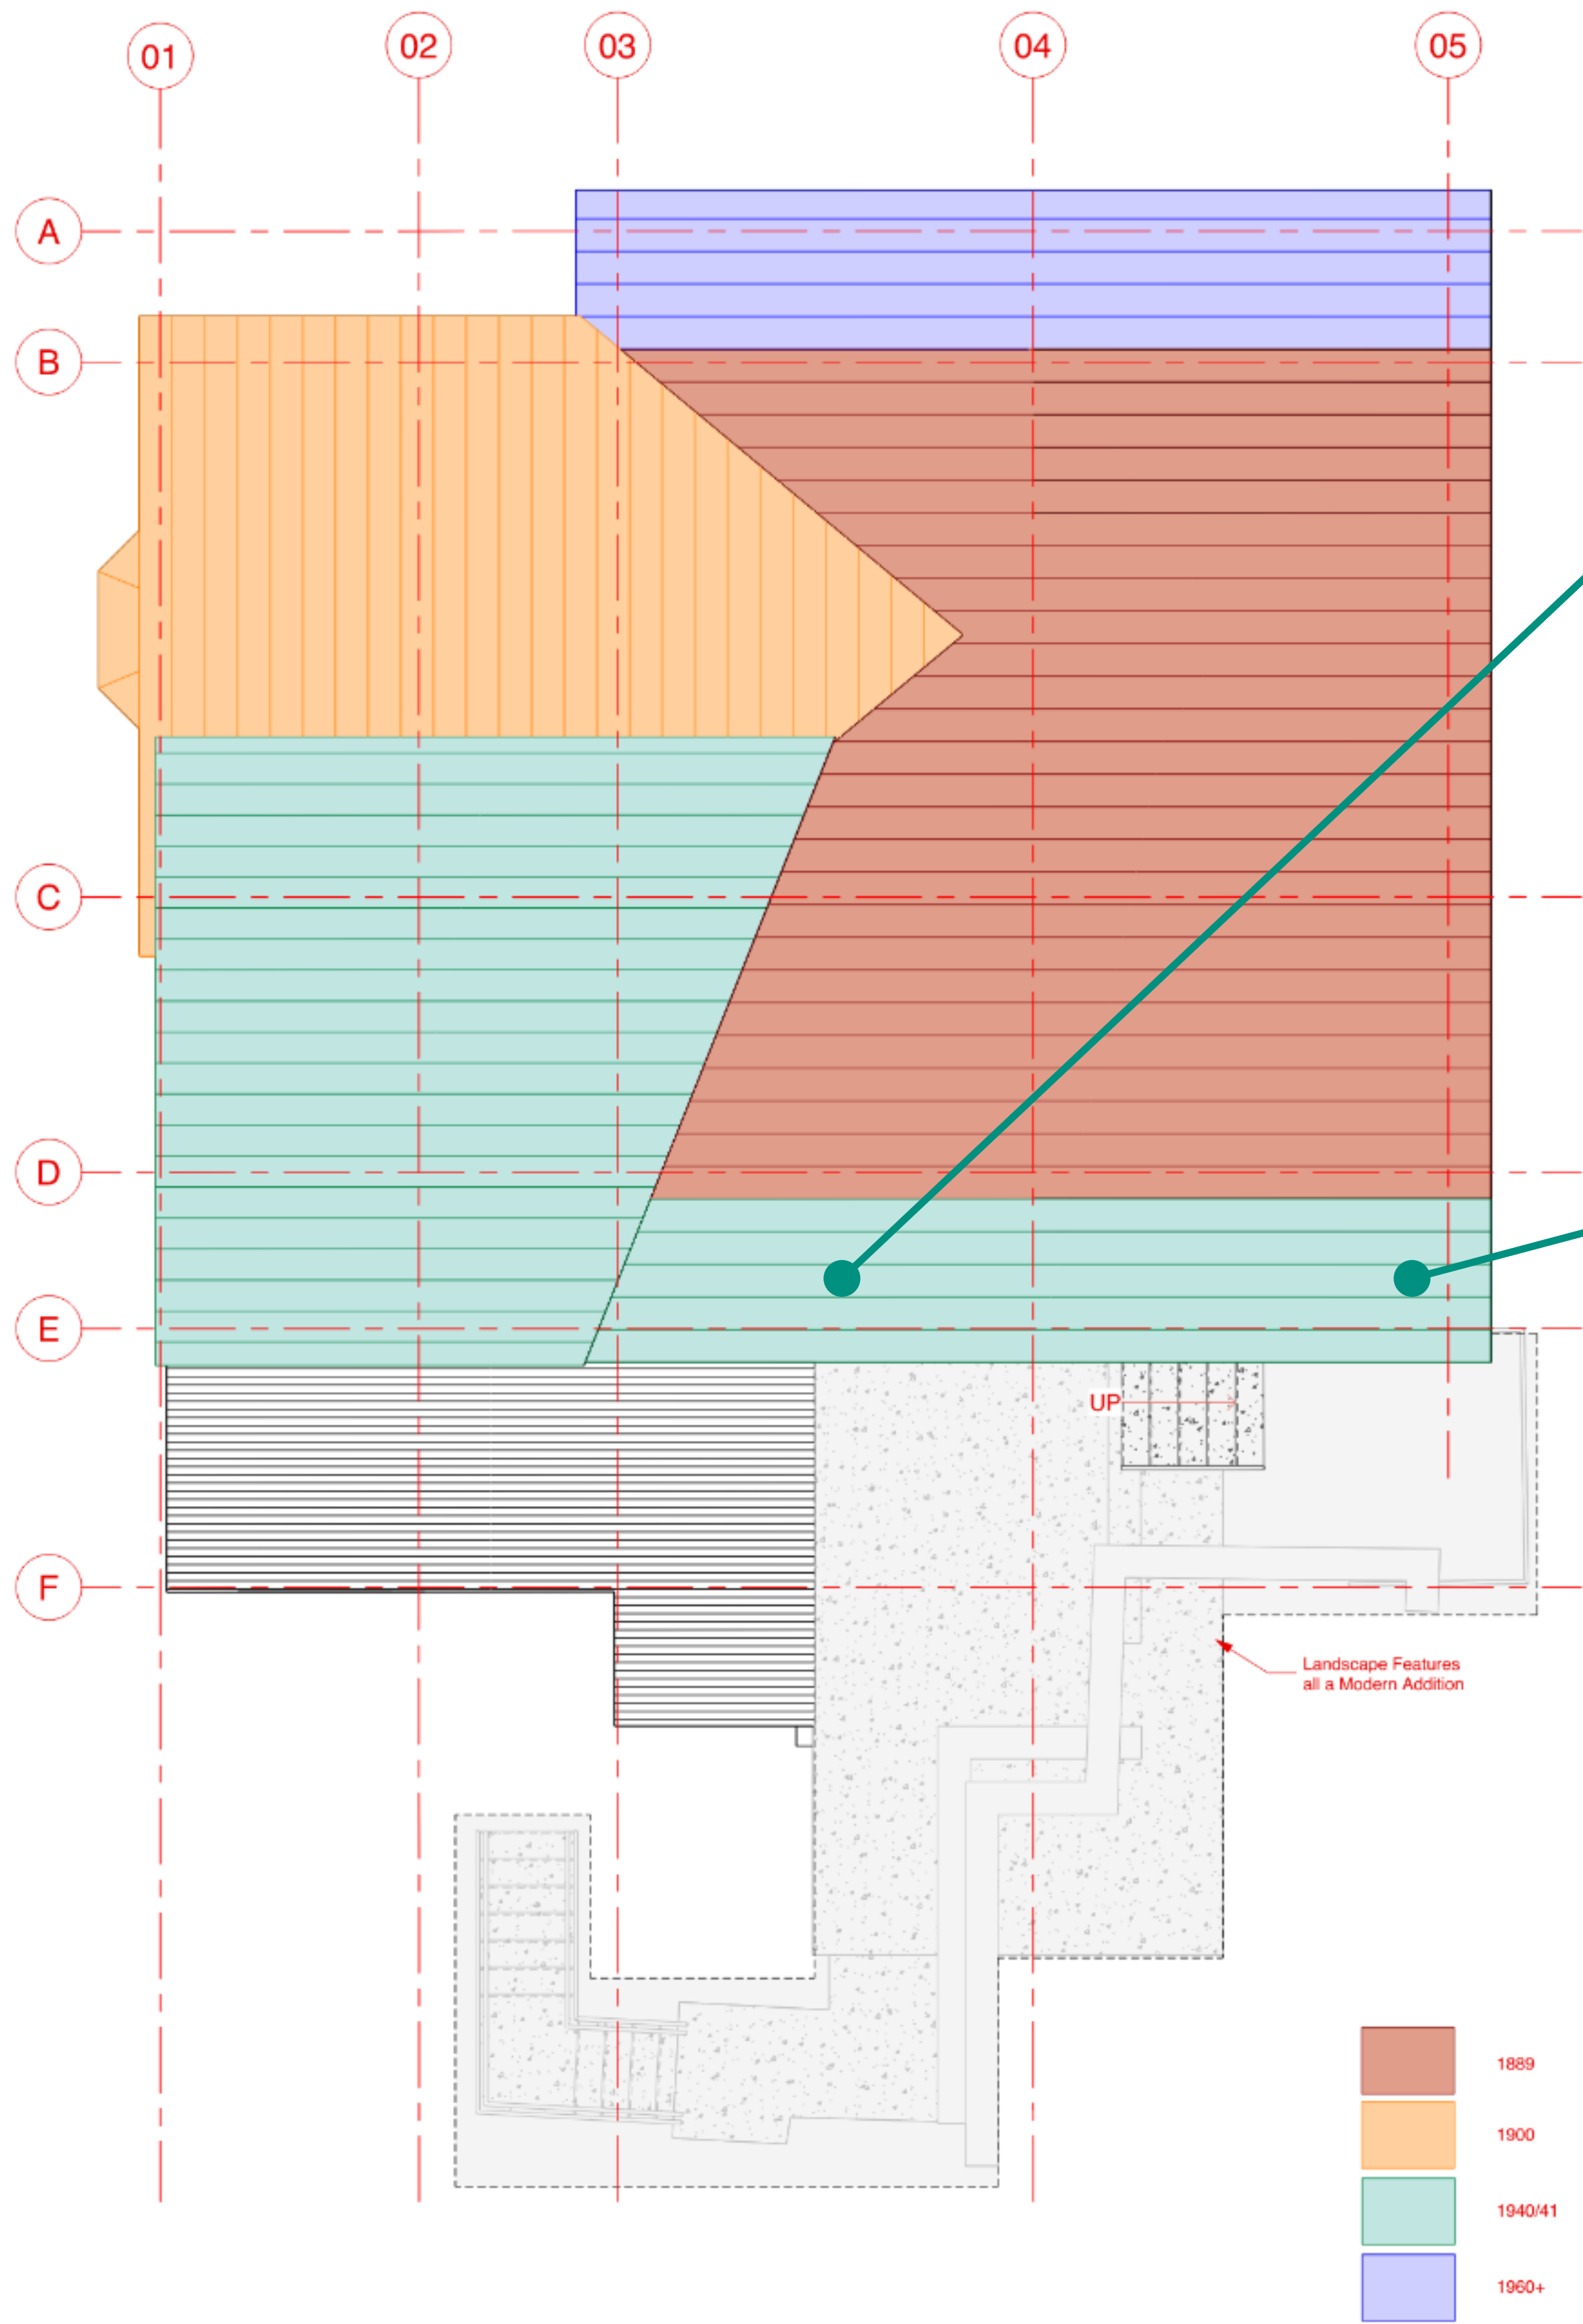 01
02
03
04
05
A
B
C
D
E
UP
F
Landscape Features
all a Modern Addition
1889
1900
1940/41
1960+